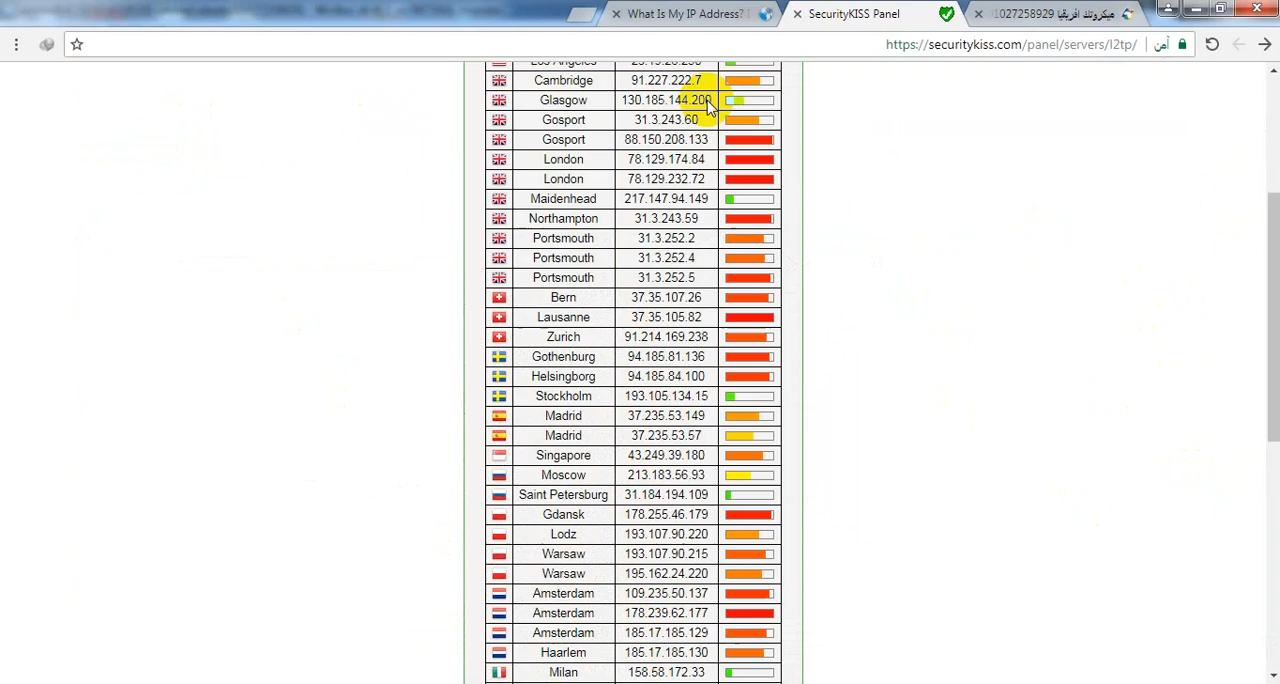 What Is My IP Address?
SecurityKISS Panel
ميكروتك افريقيا 01027258929
https://securitykiss.com/panel/servers/l2tp/
آمن
Los Angeles
Cambridge 91.227.222.7
Glasgow 130.185.144.200
Gosport 31.3.243.60
Gosport 88.150.208.133
London 78.129.174.84
London 78.129.232.72
Maidenhead 217.147.94.149
Northampton 31.3.243.59
Portsmouth 31.3.252.2
Portsmouth 31.3.252.4
Portsmouth 31.3.252.5
Bern 37.35.107.26
Lausanne 37.35.105.82
Zurich 91.214.169.238
Gothenburg 94.185.81.136
Helsingborg 94.185.84.100
Stockholm 193.105.134.15
Madrid 37.235.53.149
Madrid 37.235.53.57
Singapore 43.249.39.180
Moscow 213.183.56.93
Saint Petersburg 31.184.194.109
Gdansk 178.255.46.179
Lodz 193.107.90.220
Warsaw 193.107.90.215
Warsaw 195.162.24.220
Amsterdam 109.235.50.137
Amsterdam 178.239.62.177
Amsterdam 185.17.185.129
Haarlem 185.17.185.130
Milan 158.58.172.33